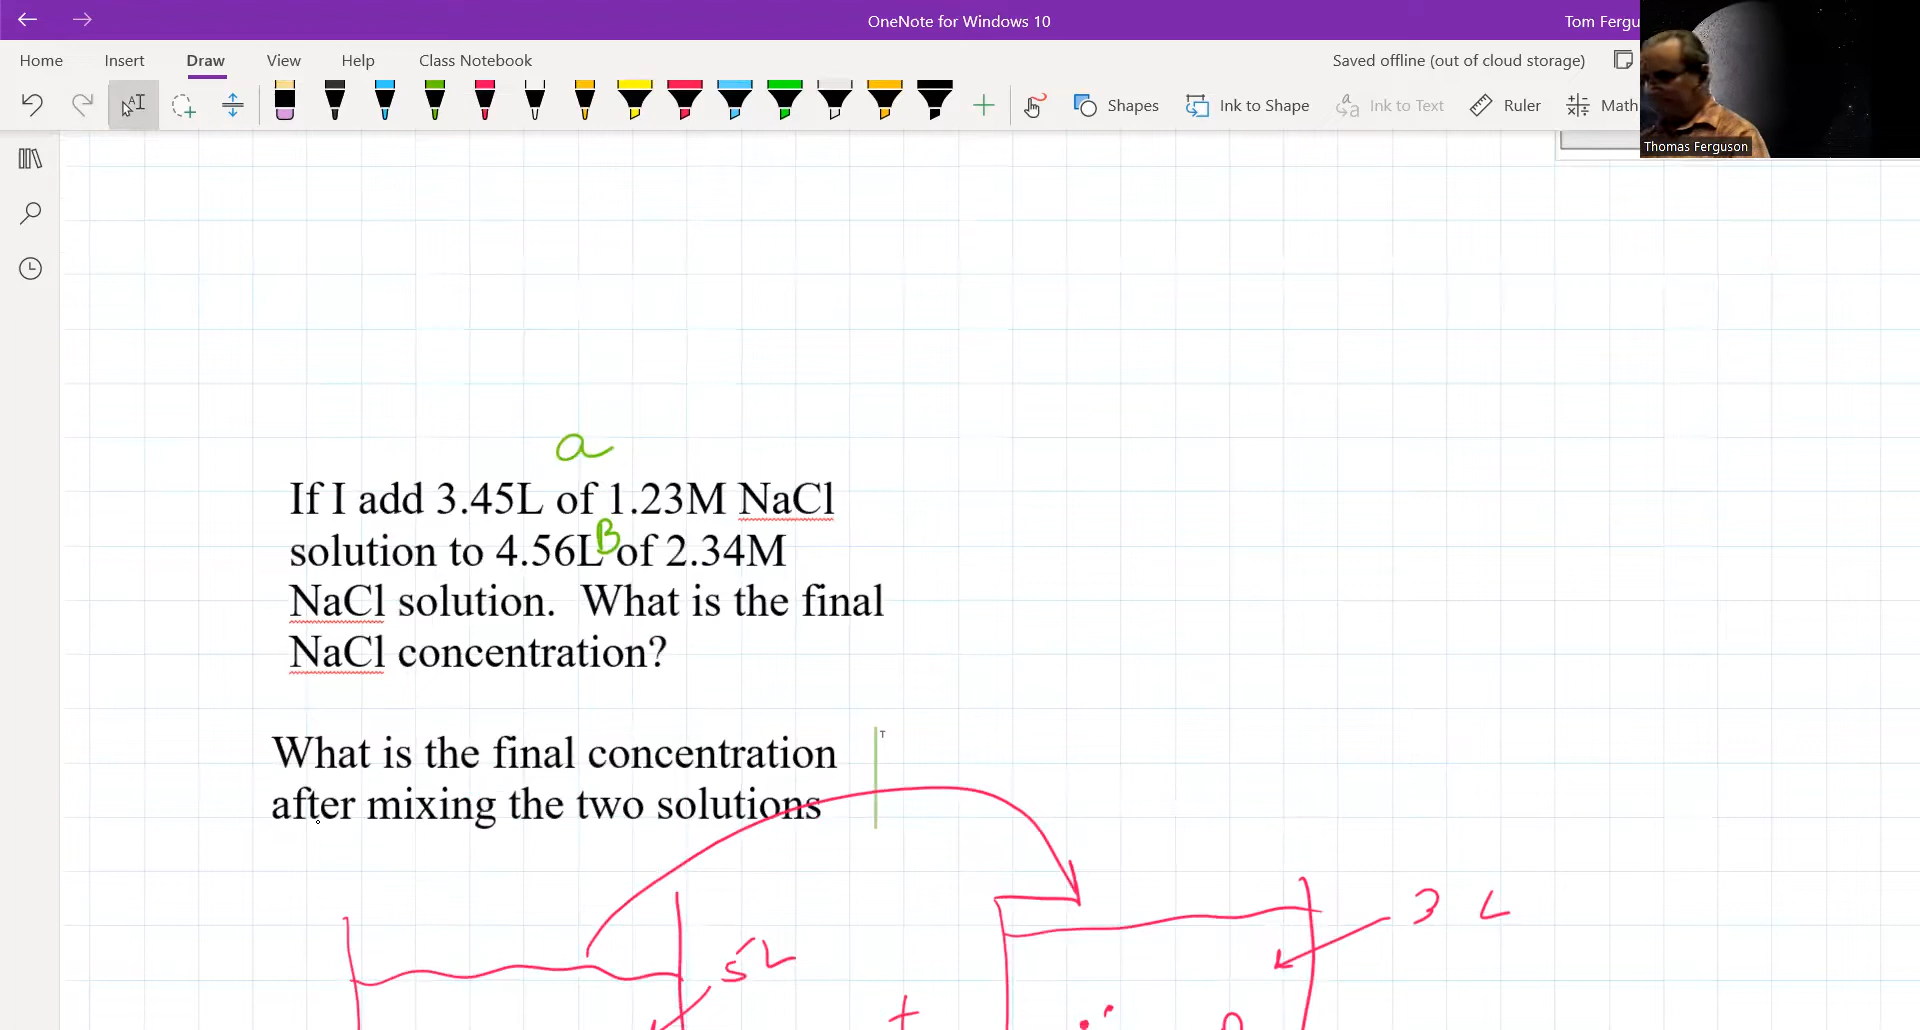 OneNote for Windows 10
Tom Fergu
Home Insert Draw View Help Class Notebook
Saved offline (out of cloud storage)
Shapes Ink to Shape Ink to Text Ruler Math
Thomas Ferguson
a
If I add 3.45L of 1.23M NaCl
B
solution to 4.56L of 2.34M
NaCl solution. What is the final
NaCl concentration?
What is the final concentration
after mixing the two solutions
3 L
5L
+